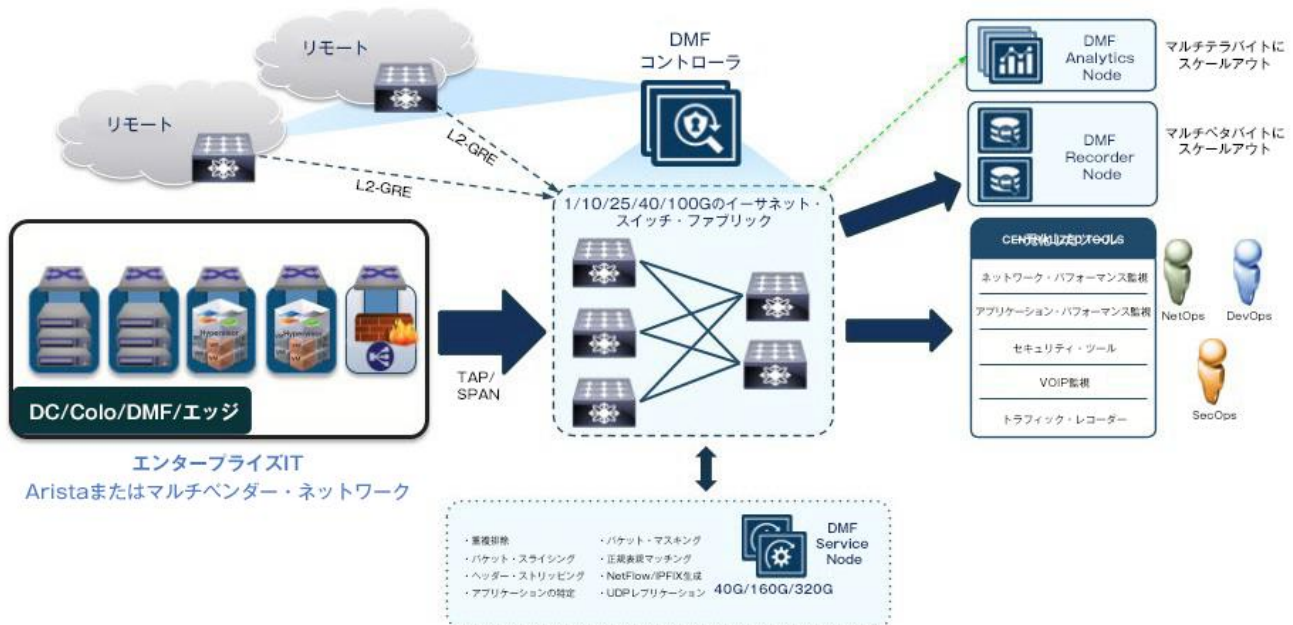 リモート
リモート
L2-GRE
L2-GRE
DMF
コントローラ
DMF
Analytics
Node
マルチテラバイトに
スケールアウト
DMF
Recorder
Node
マルチペタバイトに
スケールアウト
1/10/25/40/100Gのイーサネット・
スイッチ・ファブリック
Hypervisor
Hypervisor
DC/Colo/DMF/エッジ
TAP/
SPAN
エンタープライズIT
Aristaまたはマルチベンダー・ネットワーク
ネットワーク・パフォーマンス監視
アプリケーション・パフォーマンス監視
セキュリティ・ツール
VOIP監視
トラフィック・レコーダー
NetOps
DevOps
SecOps
・重複排除
・パケット・スライシング
・ヘッダー・ストリッピング
・アプリケーションの特定
・パケット・マスキング
・正規表現マッチング
・NetFlow/IPFIX生成
・UDPレプリケーション
DMF
Service
Node
40G/160G/320G